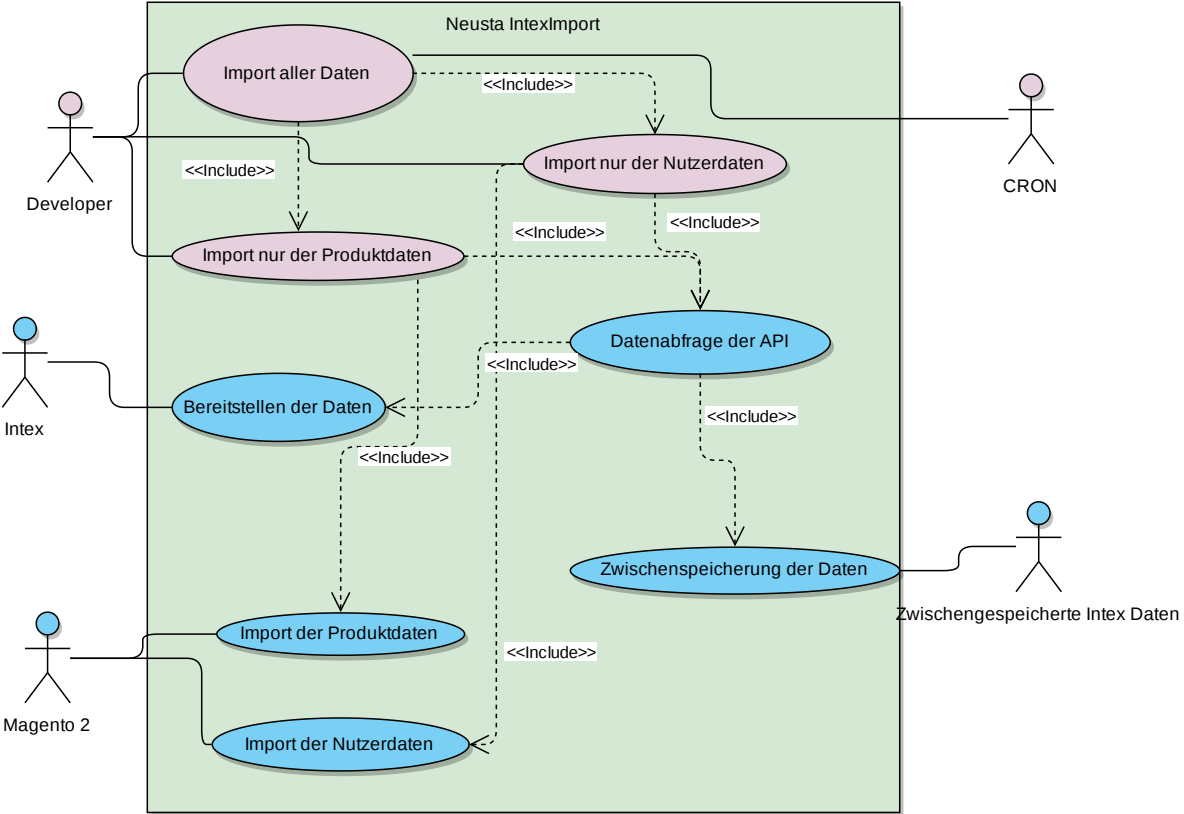 Neusta IntexImport
Import aller Daten
<<Include>>
Import nur der Nutzerdaten
<<Include>>
CRON
Developer
<<Include>>
<<Include>>
Import nur der Produktdaten
Datenabfrage der API
<<Include>>
Bereitstellen der Daten
<<Include>>
Intex
<<Include>>
Zwischenspeicherung der Daten
Zwischengespeicherte Intex Daten
Import der Produktdaten
<<Include>>
Magento 2
Import der Nutzerdaten